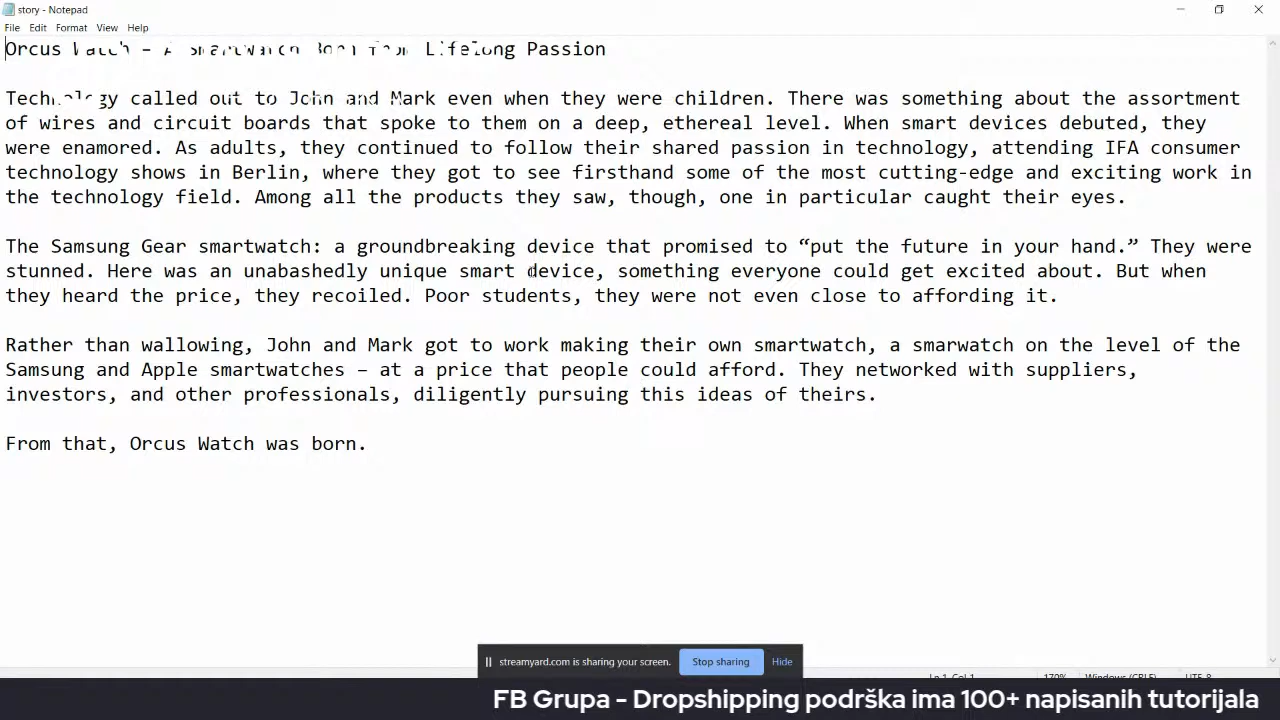 story - Notepad
File Edit Format View Help
Orcus Watch – A Smartwatch Born from Lifelong Passion
Technology called out to John and Mark even when they were children. There was something about the assortment
of wires and circuit boards that spoke to them on a deep, ethereal level. When smart devices debuted, they
were enamored. As adults, they continued to follow their shared passion in technology, attending IFA consumer
technology shows in Berlin, where they got to see firsthand some of the most cutting-edge and exciting work in
the technology field. Among all the products they saw, though, one in particular caught their eyes.
The Samsung Gear smartwatch: a groundbreaking device that promised to “put the future in your hand.” They were
stunned. Here was an unabashedly unique smart device, something everyone could get excited about. But when
they heard the price, they recoiled. Poor students, they were not even close to affording it.
Rather than wallowing, John and Mark got to work making their own smartwatch, a smarwatch on the level of the
Samsung and Apple smartwatches – at a price that people could afford. They networked with suppliers,
investors, and other professionals, diligently pursuing this ideas of theirs.
From that, Orcus Watch was born.
streamyard.com is sharing your screen. Stop sharing Hide
Ln 1, Col 1 170% Windows (CRLF) UTF-8
FB Grupa - Dropshipping podrška ima 100+ napisanih tutorijala